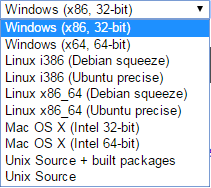 Windows (x86, 32-bit)
Windows (x86, 32-bit)
Windows (x64, 64-bit)
Linux i386 (Debian squeeze)
Linux i386 (Ubuntu precise)
Linux x86_64 (Debian squeeze)
Linux x86_64 (Ubuntu precise)
Mac OS X (Intel 32-bit)
Mac OS X (Intel 64-bit)
Unix Source + built packages
Unix Source